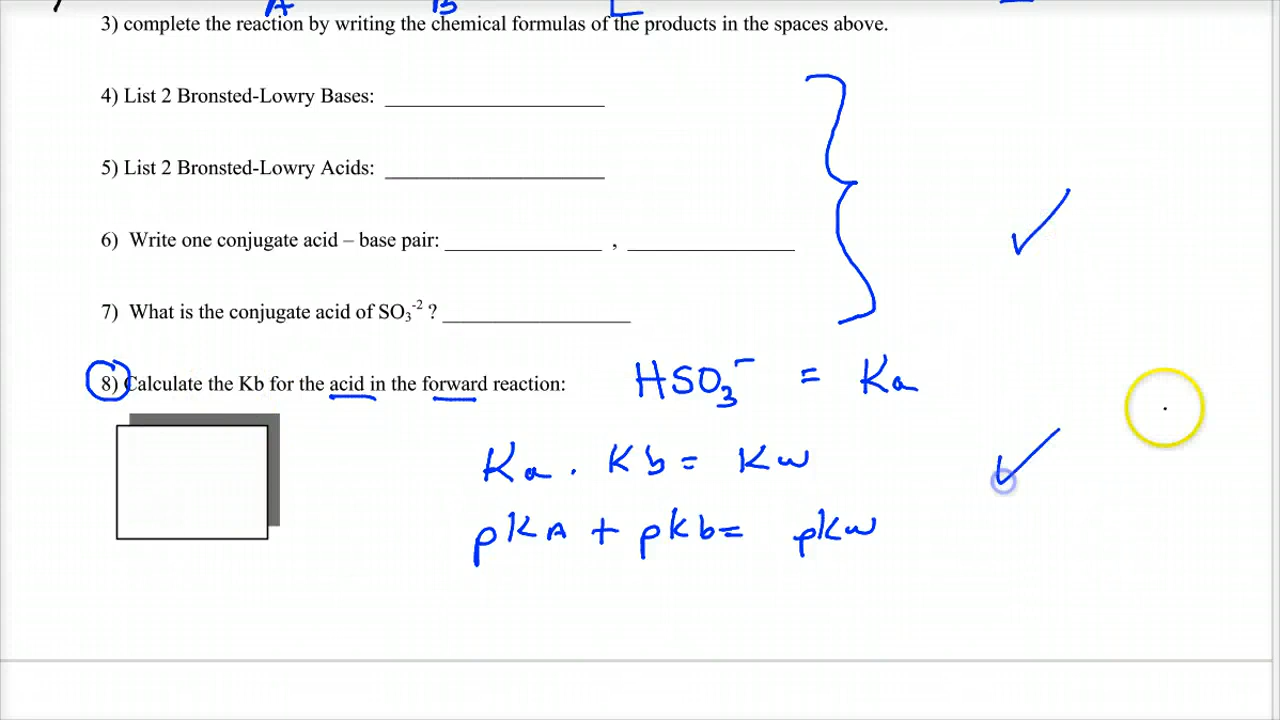 3) complete the reaction by writing the chemical formulas of the products in the spaces above.
4) List 2 Bronsted-Lowry Bases: ____________________
5) List 2 Bronsted-Lowry Acids: ____________________
6) Write one conjugate acid – base pair: ______________ , _______________
7) What is the conjugate acid of SO₃⁻² ? _________________
8) Calculate the Kb for the acid in the forward reaction: HSO₃⁻ = Ka
Ka . Kb = Kw
pKA + pKb = pKw